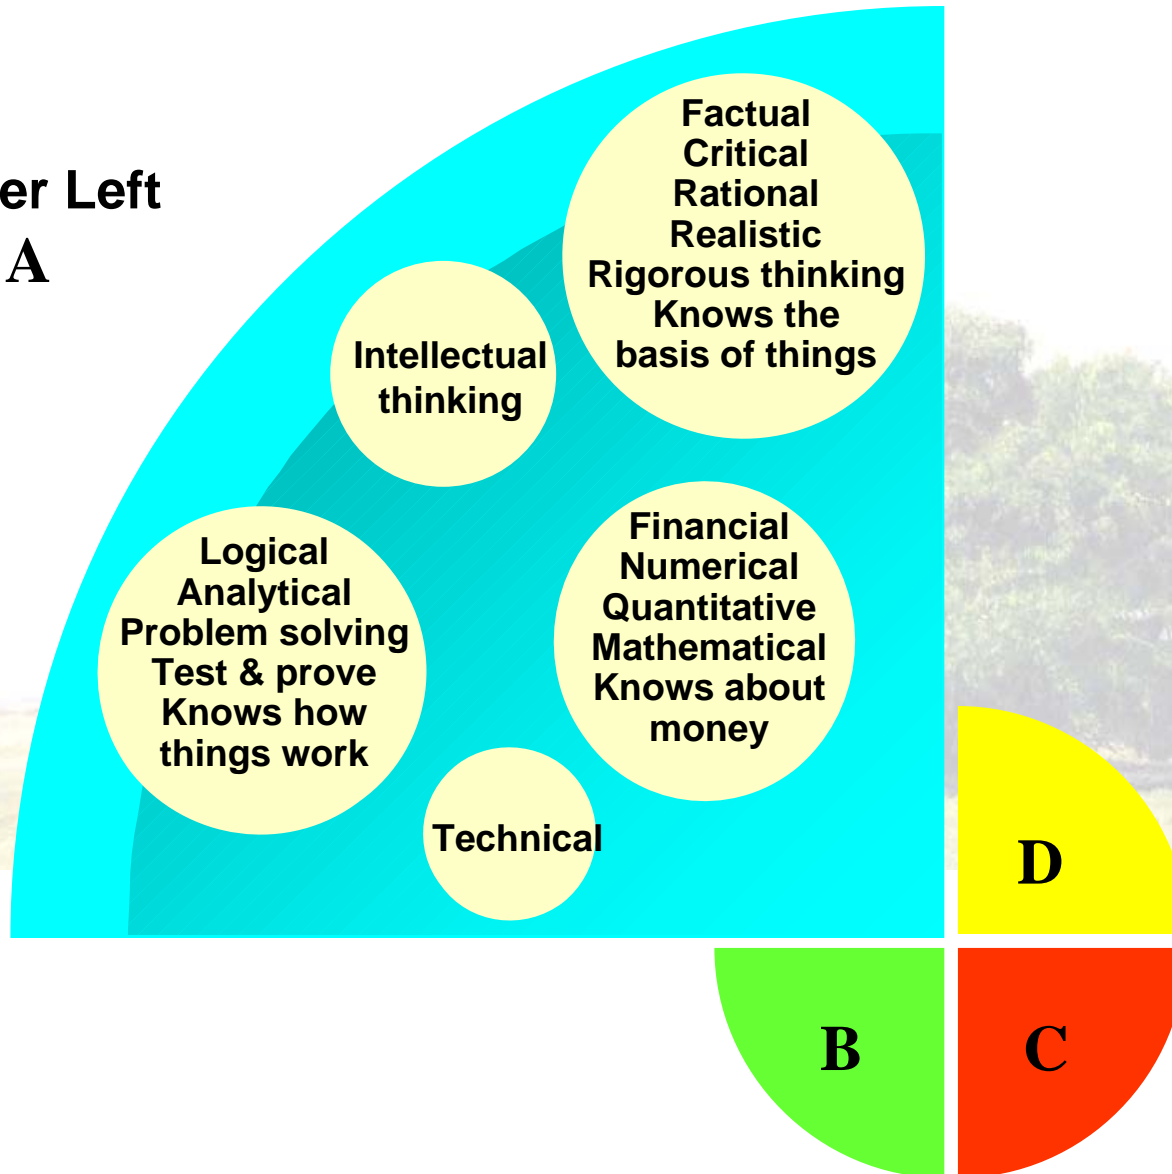 er Left
A
Factual
Critical
Rational
Realistic
Rigorous thinking
Knows the
basis of things
Intellectual
thinking
Logical
Analytical
Problem solving
Test & prove
Knows how
things work
Financial
Numerical
Quantitative
Mathematical
Knows about
money
Technical
D
B
C